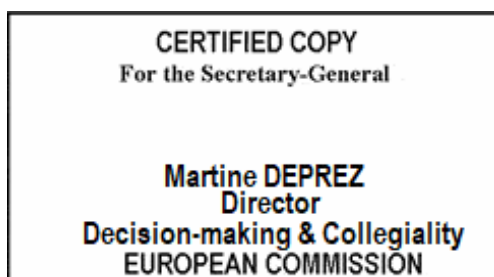 CERTIFIED COPY
For the Secretary-General
Martine DEPREZ
Director
Decision-making & Collegiality
EUROPEAN COMMISSION